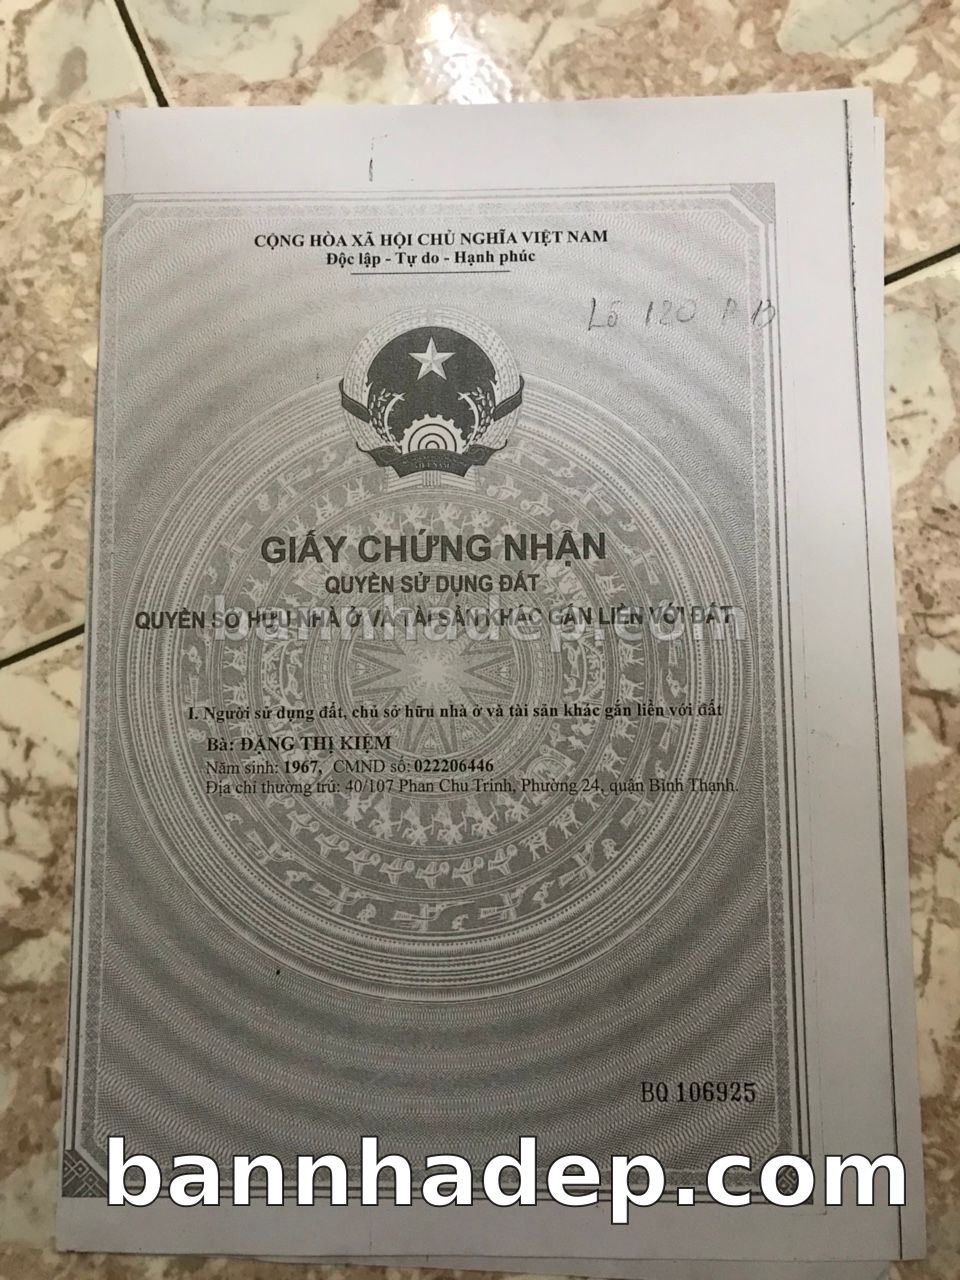 CỘNG HÒA XÃ HỘI CHỦ NGHĨA VIỆT NAM
Độc lập - Tự do - Hạnh phúc
Lô 120
VIỆT NAM
GIẤY CHỨNG NHẬN
QUYỀN SỬ DỤNG ĐẤT
QUYỀN SỞ HỮU NHÀ Ở VÀ TÀI SẢN KHÁC GẮN LIỀN VỚI ĐẤT
bannhadep.com
I. Người sử dụng đất, chủ sở hữu nhà ở và tài sản khác gắn liền với đất
Bà: ĐẶNG THỊ KIỆM
Năm sinh: 1967, CMND số: 022206446
Địa chỉ thường trú: 40/107 Phan Chu Trinh, Phường 24, quận Bình Thạnh.
BQ 106925
bannhadep.com